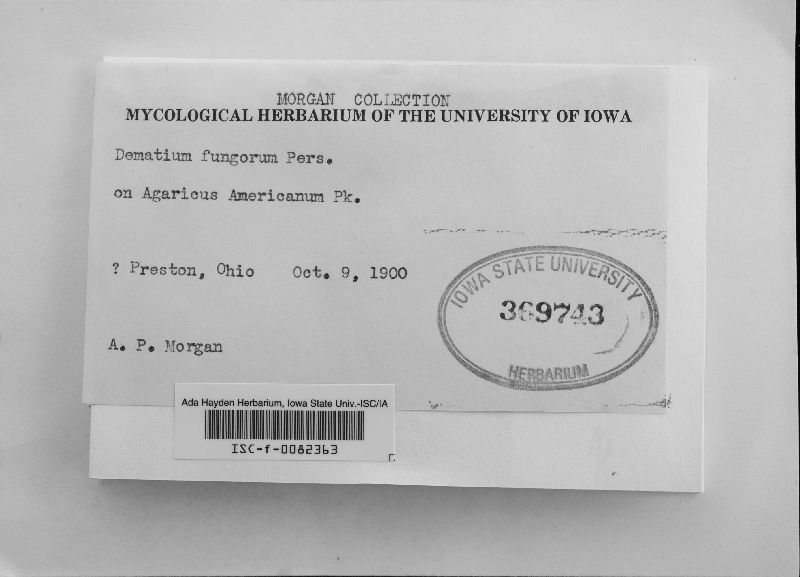 MORGAN COLLECTION
MYCOLOGICAL HERBARIUM OF THE UNIVERSITY OF IOWA
Dematium fungorum Pers.
on Agaricus Americanum Pk.
? Preston, Ohio Oct. 9, 1900
A. P. Morgan
IOWA STATE UNIVERSITY
369743
HERBARIUM
Ada Hayden Herbarium, Iowa State Univ.-ISC/IA
ISC-f-0082363